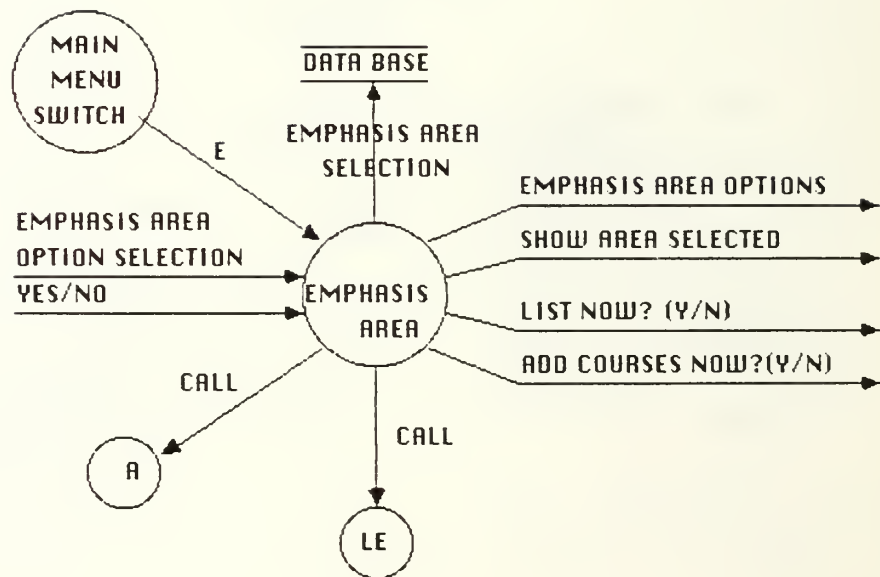 MAIN
MENU
SWITCH
DATA BASE
E
EMPHASIS AREA
SELECTION
EMPHASIS AREA
OPTION SELECTION
YES/NO
EMPHASIS
AREA
EMPHASIS AREA OPTIONS
SHOW AREA SELECTED
LIST NOW? (Y/N)
ADD COURSES NOW?(Y/N)
CALL
A
CALL
LE